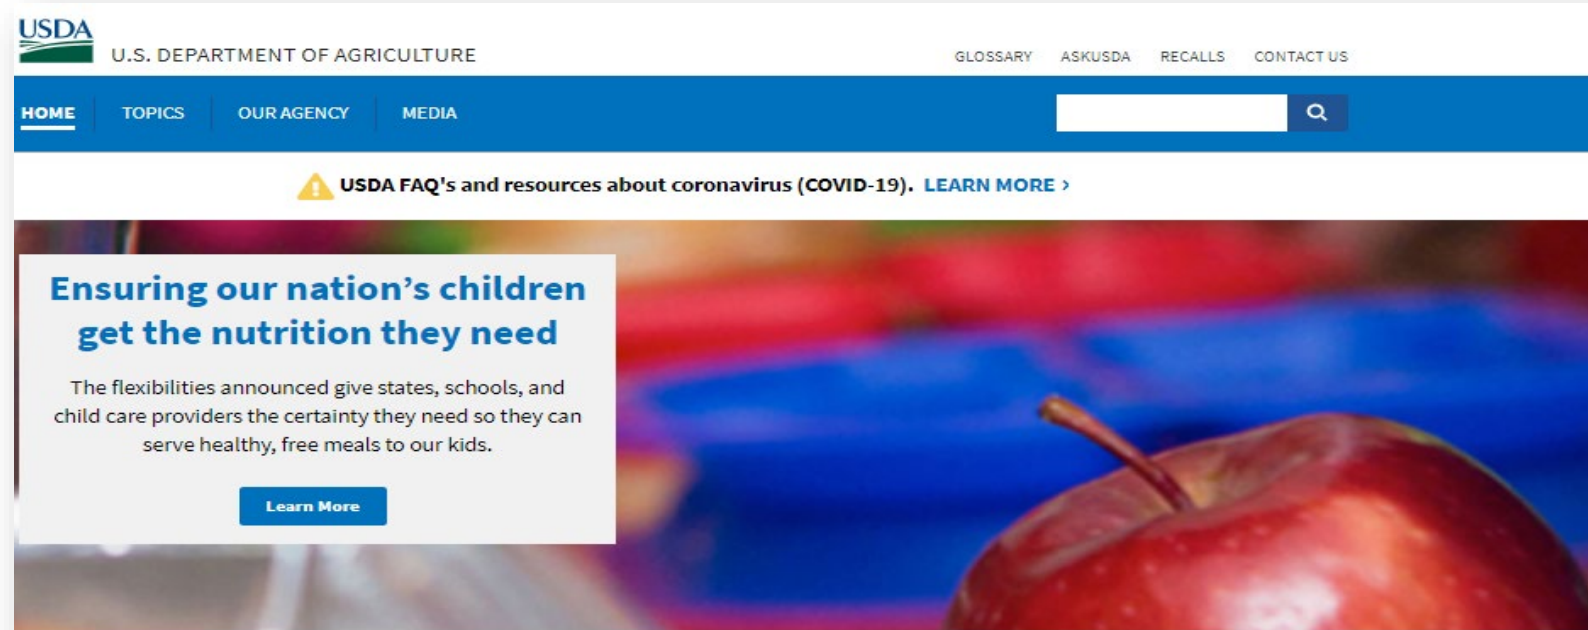 USDA
U.S. DEPARTMENT OF AGRICULTURE
GLOSSARY ASKUSDA RECALLS CONTACT US
HOME TOPICS OUR AGENCY MEDIA
USDA FAQ's and resources about coronavirus (COVID-19). LEARN MORE >
Ensuring our nation’s children
get the nutrition they need
The flexibilities announced give states, schools, and
child care providers the certainty they need so they can
serve healthy, free meals to our kids.
Learn More